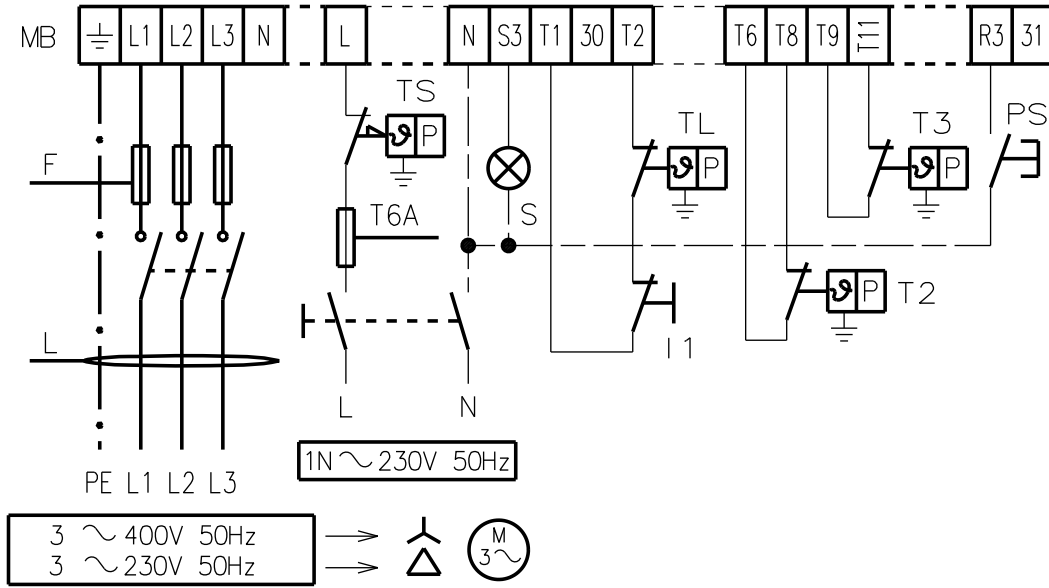 MB L1 L2 L3 N L N S3 T1 30 T2 T6 T8 T9 T11 R3 31
TS
P
TL
P
T3
P
PS
F
T6A
S
T2
P
I1
L
L N
1N ~ 230V 50Hz
PE L1 L2 L3
3 ~ 400V 50Hz
3 ~ 230V 50Hz
M
3 ~